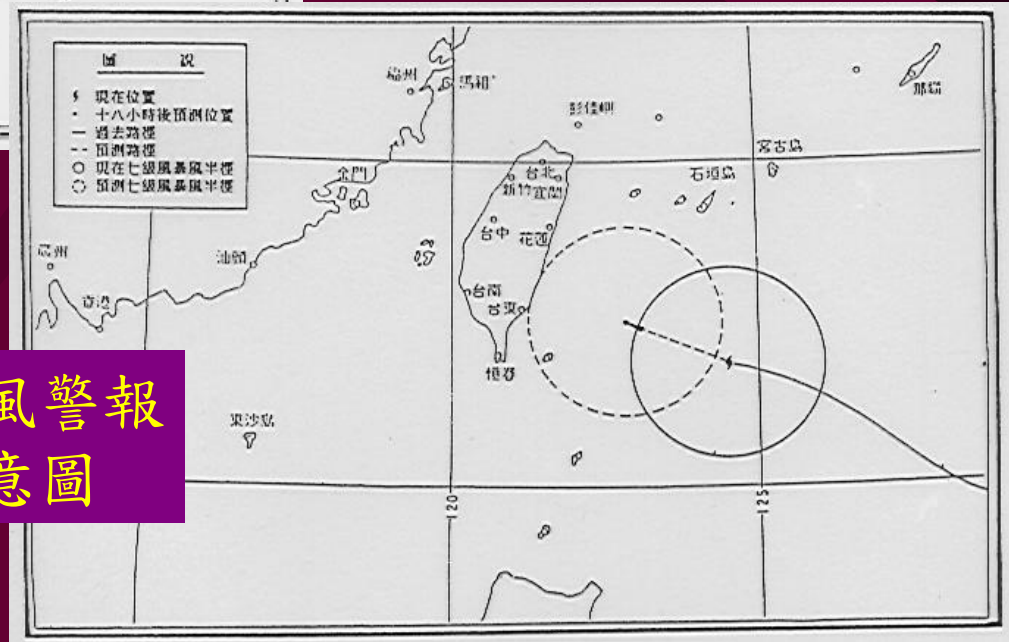 圖 說
現在位置
十八小時後預測位置
過去路徑
預測路徑
現在七級風暴風半徑
預測七級風暴風半徑
福州
馬祖
那霸
彭佳嶼
宮古島
台北
新竹
宜蘭
石垣島
金門
台中
花蓮
廣州
汕頭
香港
台南
台東
恆春
東沙島
120
125
風警報
意圖